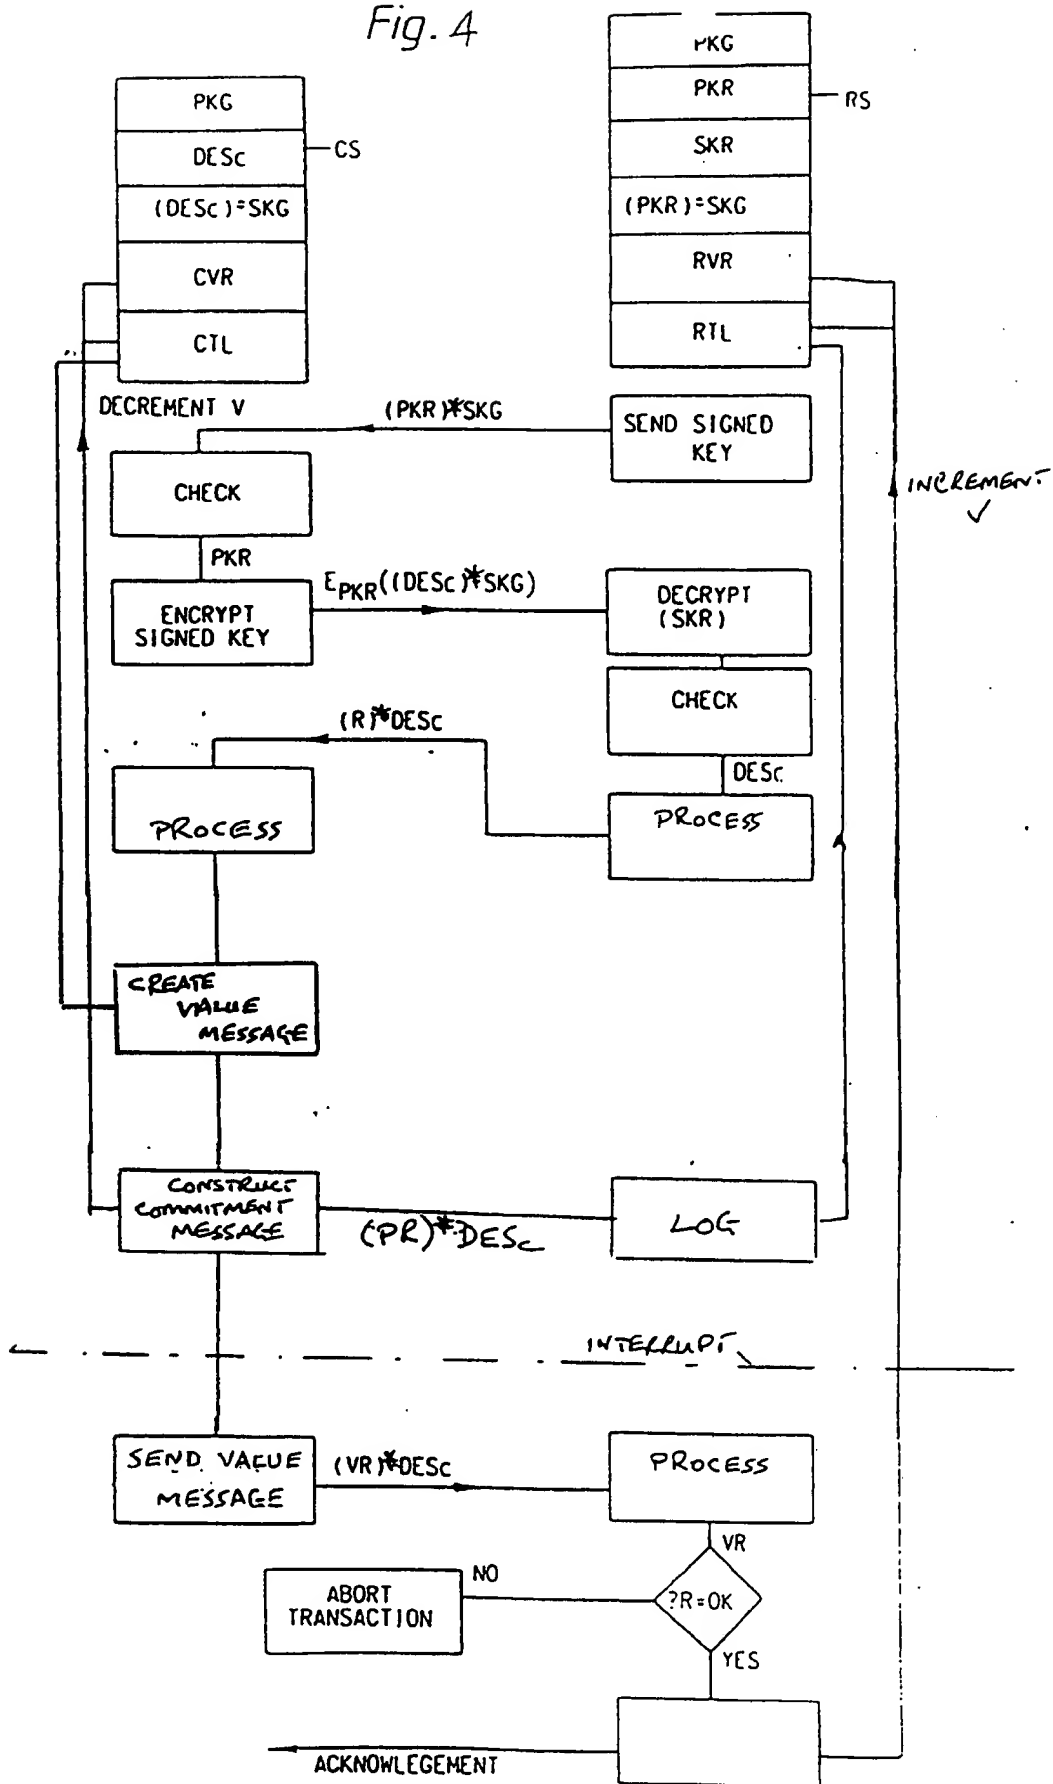 Fig. 4
PKG
DESc
CS
(DESc)=SKG
CVR
CTL
DECREMENT V
PKG
PKR
RS
SKR
(PKR)=SKG
RVR
RTL
(PKR)*SKG
SEND SIGNED
KEY
CHECK
INCREMENT
V
PKR
ENCRYPT
SIGNED KEY
EPKR((DESc)*SKG)
DECRYPT
(SKR)
CHECK
(R)*DESc
DESc
PROCESS
PROCESS
CREATE
VALUE
MESSAGE
CONSTRUCT
COMMITMENT
MESSAGE
(PR)*DESc
LOG
INTERRUPT
SEND VALUE
MESSAGE
(VR)*DESc
PROCESS
VR
NO
ABORT
TRANSACTION
?R=OK
YES
ACKNOWLEGEMENT